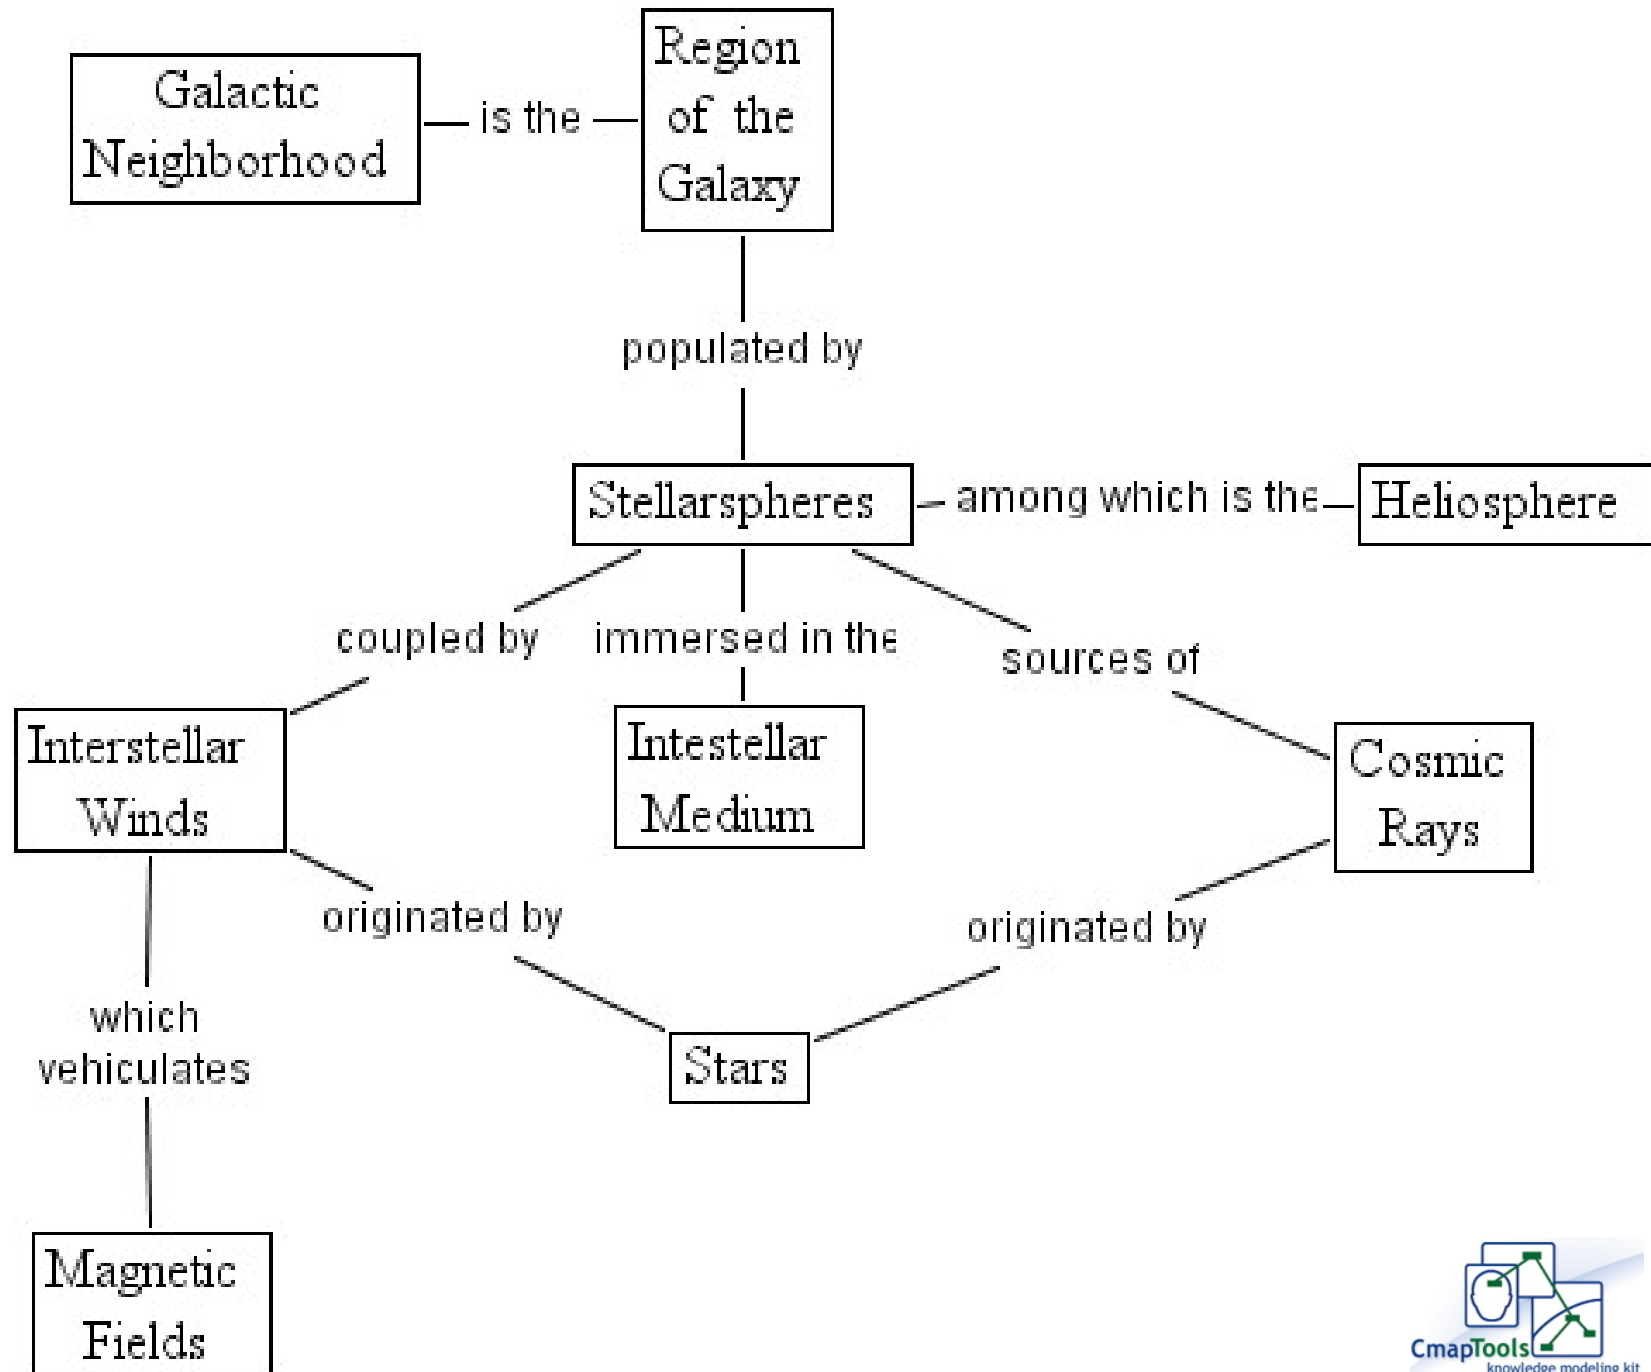 Galactic
Neighborhood
is the
Region
of the
Galaxy
populated by
Stellarspheres
among which is the
Heliosphere
coupled by
immersed in the
sources of
Interstellar
Winds
Intestellar
Medium
Cosmic
Rays
originated by
originated by
which
vehiculates
Stars
Magnetic
Fields
CmapTools
knowledge modeling kit